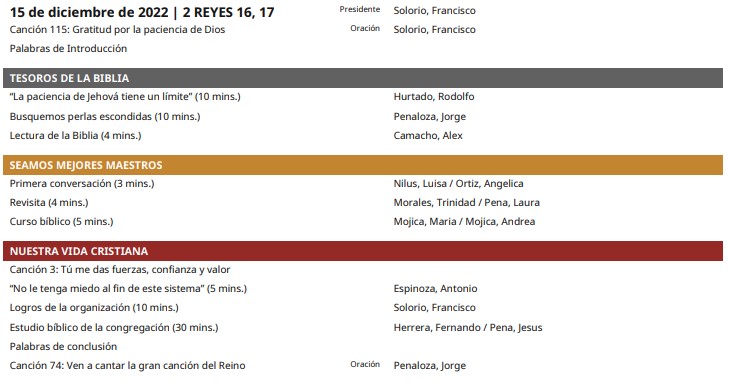 15 de diciembre de 2022 | 2 REYES 16, 17 Presidente Solorio, Francisco
Canción 115: Gratitud por la paciencia de Dios Oración Solorio, Francisco
Palabras de Introducción
TESOROS DE LA BIBLIA
“La paciencia de Jehová tiene un límite” (10 mins.) Hurtado, Rodolfo
Busquemos perlas escondidas (10 mins.) Penaloza, Jorge
Lectura de la Biblia (4 mins.) Camacho, Alex
SEAMOS MEJORES MAESTROS
Primera conversación (3 mins.) Nilus, Luisa / Ortiz, Angelica
Revisita (4 mins.) Morales, Trinidad / Pena, Laura
Curso bíblico (5 mins.) Mojica, Maria / Mojica, Andrea
NUESTRA VIDA CRISTIANA
Canción 3: Tú me das fuerzas, confianza y valor
“No le tenga miedo al fin de este sistema” (5 mins.) Espinoza, Antonio
Logros de la organización (10 mins.) Solorio, Francisco
Estudio bíblico de la congregación (30 mins.) Herrera, Fernando / Pena, Jesus
Palabras de conclusión
Canción 74: Ven a cantar la gran canción del Reino Oración Penaloza, Jorge